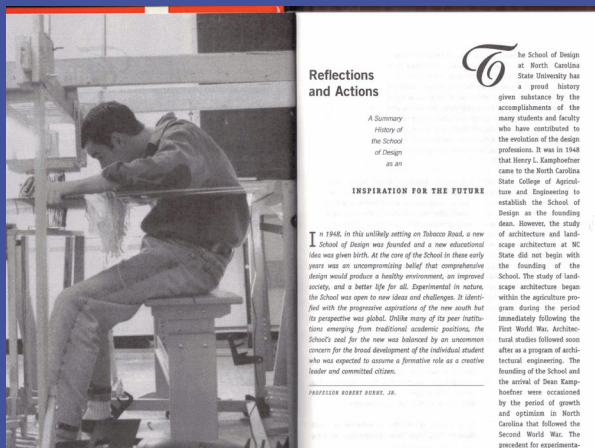 Reflections
and Actions
A Summary
History of
the School
of Design
as an
INSPIRATION FOR THE FUTURE
In 1948, in this unlikely setting on Tobacco Road, a new
School of Design was founded and a new educational
idea was given birth. At the core of the School in these early
years was an uncompromising belief that comprehensive
design would produce a healthy environment, an improved
society, and a better life for all. Experimental in nature,
the School was open to new ideas and challenges. It identi-
fied with the progressive aspirations of the new south but
its perspective was global. Unlike many of its peer institu-
tions emerging from traditional academic positions, the
School's zeal for the new was balanced by an uncommon
concern for the broad development of the individual student
who was expected to assume a formative role as a creative
leader and committed citizen.
PROFESSOR ROBERT BURNS, JR.
The School of Design
at North Carolina
State University has
a proud history
given substance by the
accomplishments of the
many students and faculty
who have contributed to
the evolution of the design
professions. It was in 1948
that Henry L. Kamphoefner
came to the North Carolina
State College of Agricul-
ture and Engineering to
establish the School of
Design as the founding
dean. However, the study
of architecture and land-
scape architecture at NC
State did not begin with
the founding of the
School. The study of land-
scape architecture began
within the agriculture pro-
gram during the period
immediately following the
First World War. Architec-
tural studies followed soon
after as a program of archi-
tectural engineering. The
founding of the School and
the arrival of Dean Kamp-
hoefner were occasioned
by the period of growth
and optimism in North
Carolina that followed the
Second World War. The
precedent for experimenta-